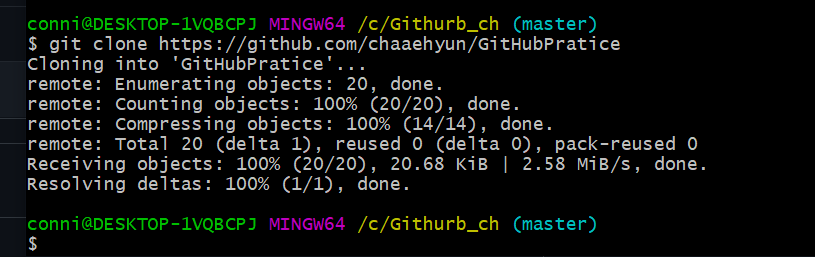 conni@DESKTOP-1VQBCPJ MINGW64 /c/Githurb_ch (master)
$ git clone https://github.com/chaaehyun/GitHubPratice
Cloning into 'GitHubPratice'...
remote: Enumerating objects: 20, done.
remote: Counting objects: 100% (20/20), done.
remote: Compressing objects: 100% (14/14), done.
remote: Total 20 (delta 1), reused 0 (delta 0), pack-reused 0
Receiving objects: 100% (20/20), 20.68 KiB | 2.58 MiB/s, done.
Resolving deltas: 100% (1/1), done.
conni@DESKTOP-1VQBCPJ MINGW64 /c/Githurb_ch (master)
$